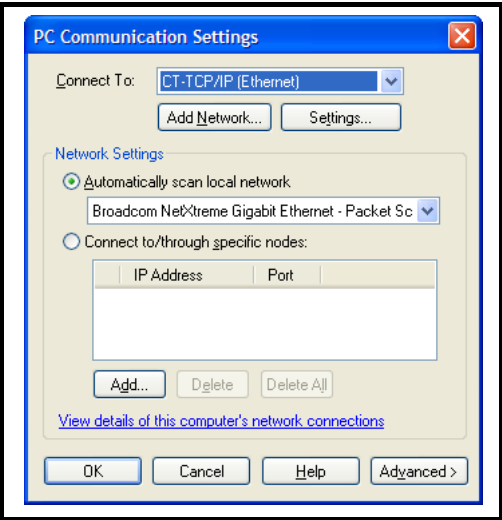 PC Communication Settings
Connect To: CT-TCP/IP (Ethernet)
Add Network... Settings...
Network Settings
Automatically scan local network
Broadcom NetXtreme Gigabit Ethernet - Packet Sc
Connect to/through specific nodes:
IP Address Port
Add... Delete Delete All
View details of this computer's network connections
OK Cancel Help Advanced >